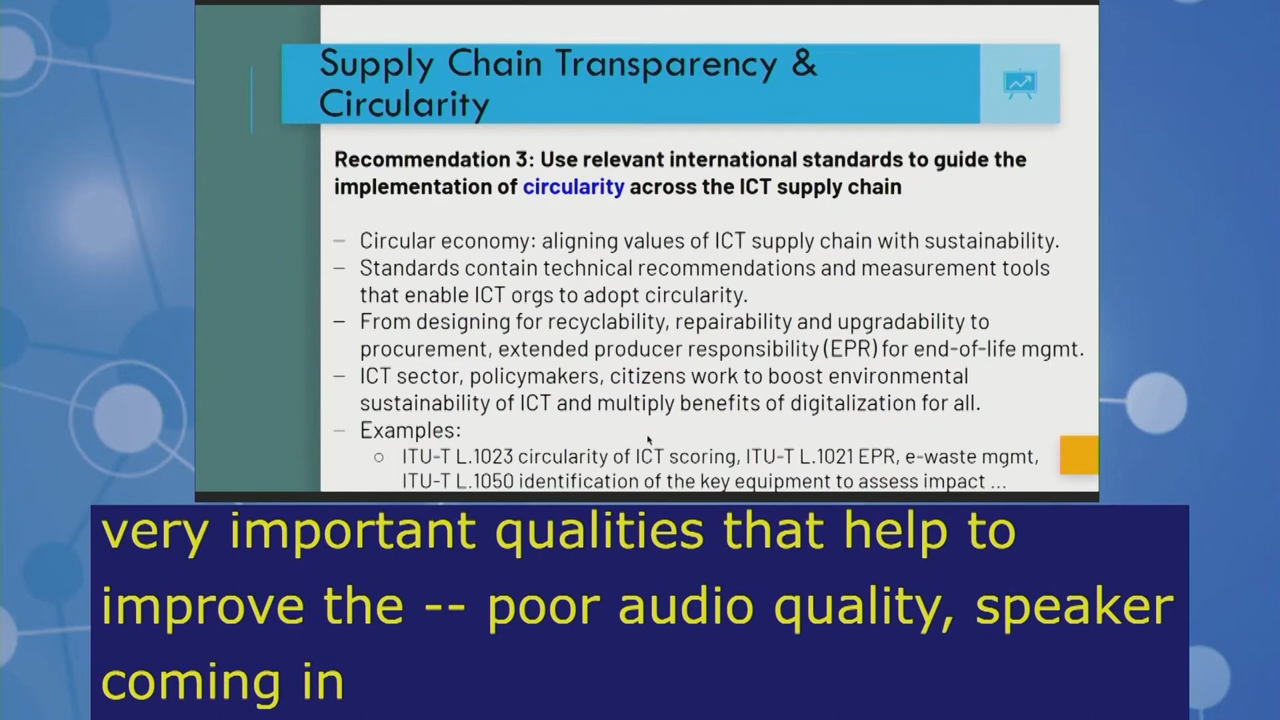 Supply Chain Transparency &
Circularity
Recommendation 3: Use relevant international standards to guide the
implementation of circularity across the ICT supply chain
– Circular economy: aligning values of ICT supply chain with sustainability.
– Standards contain technical recommendations and measurement tools
that enable ICT orgs to adopt circularity.
– From designing for recyclability, repairability and upgradability to
procurement, extended producer responsibility (EPR) for end-of-life mgmt.
– ICT sector, policymakers, citizens work to boost environmental
sustainability of ICT and multiply benefits of digitalization for all.
– Examples:
○ ITU-T L.1023 circularity of ICT scoring, ITU-T L.1021 EPR, e-waste mgmt,
ITU-T L.1050 identification of the key equipment to assess impact ...
very important qualities that help to
improve the -- poor audio quality, speaker
coming in